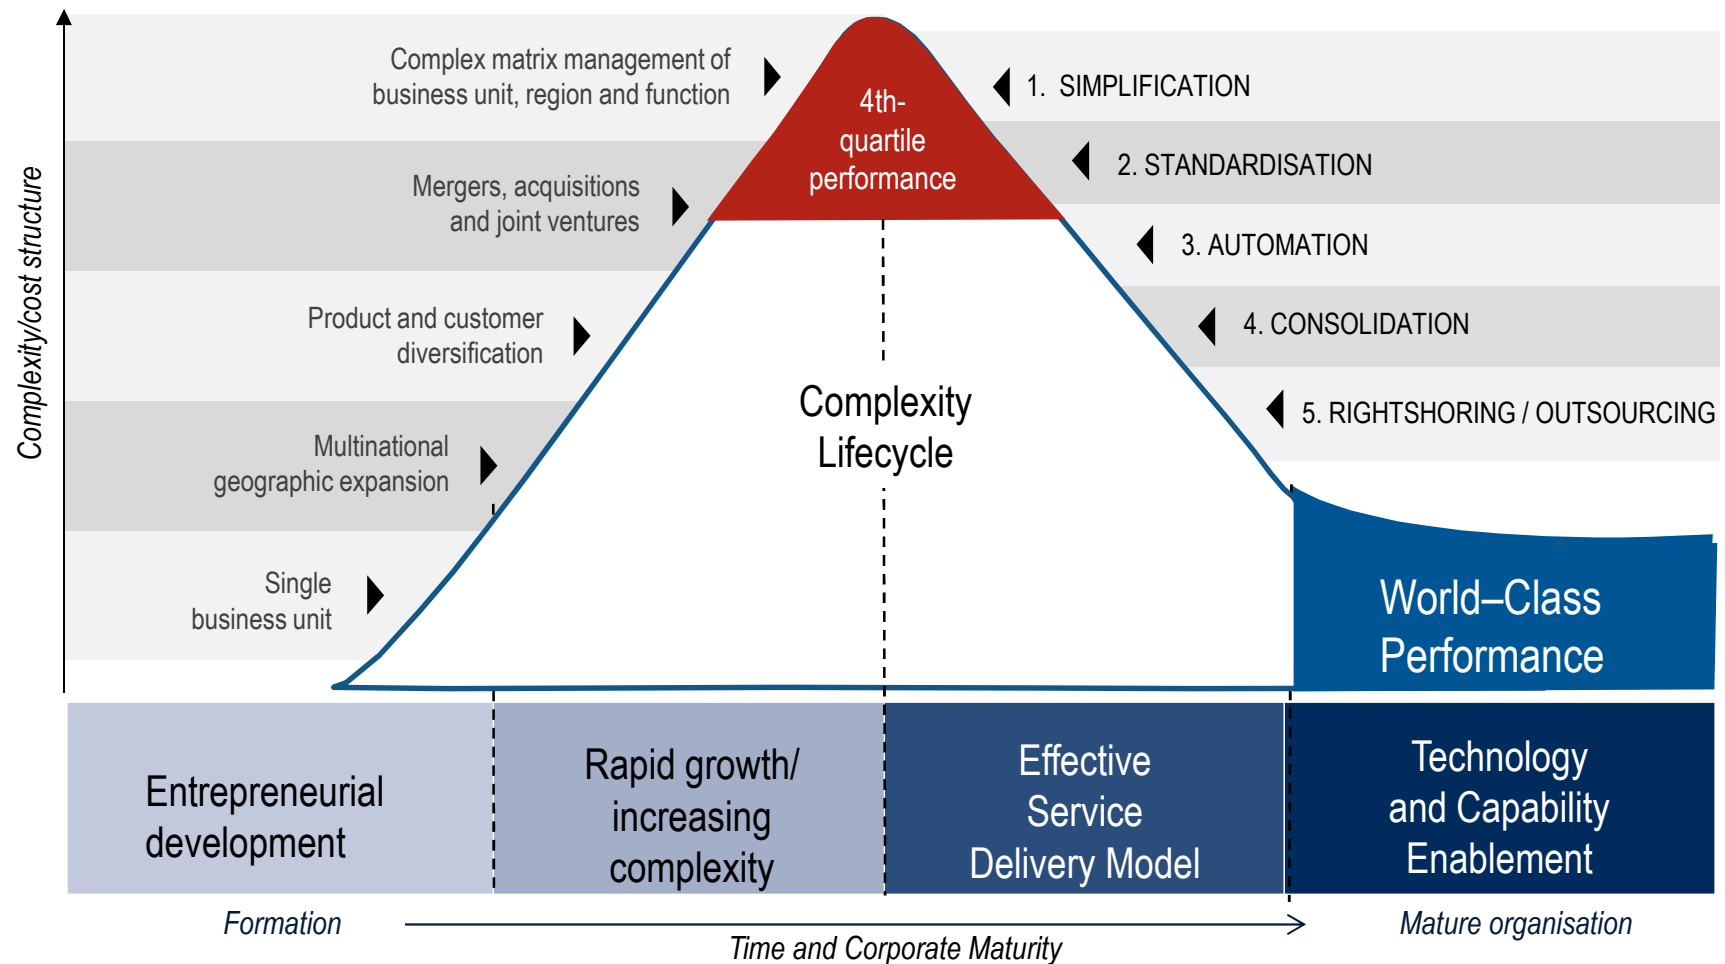 Complexity/cost structure
Complex matrix management of
business unit, region and function
Mergers, acquisitions
and joint ventures
Product and customer
diversification
Multinational
geographic expansion
Single
business unit
4th-
quartile
performance
Complexity
Lifecycle
1. SIMPLIFICATION
2. STANDARDISATION
3. AUTOMATION
4. CONSOLIDATION
5. RIGHTSHORING / OUTSOURCING
World–Class
Performance
Entrepreneurial
development
Rapid growth/
increasing
complexity
Effective
Service
Delivery Model
Technology
and Capability
Enablement
Formation
Time and Corporate Maturity
Mature organisation